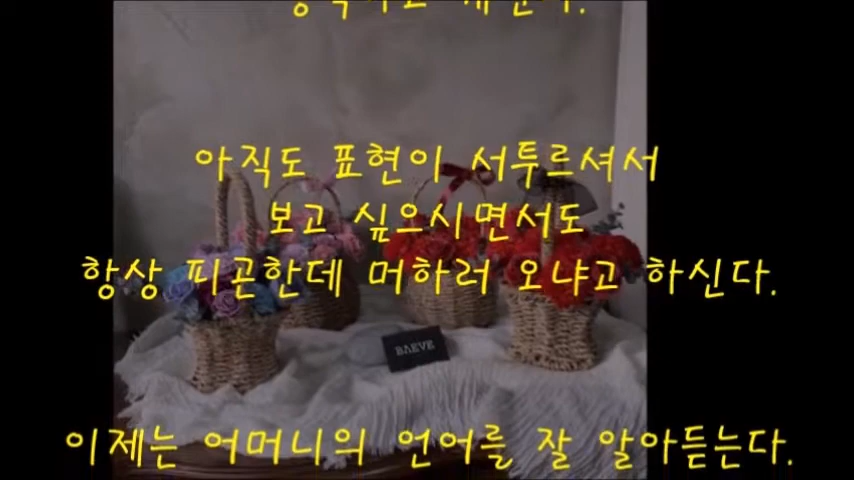 아직도 표현이 서투르셔서
보고 싶으시면서도
항상 피곤한데 머하러 오냐고 하신다.
BAEVE
이제는 어머니의 언어를 잘 알아듣는다.